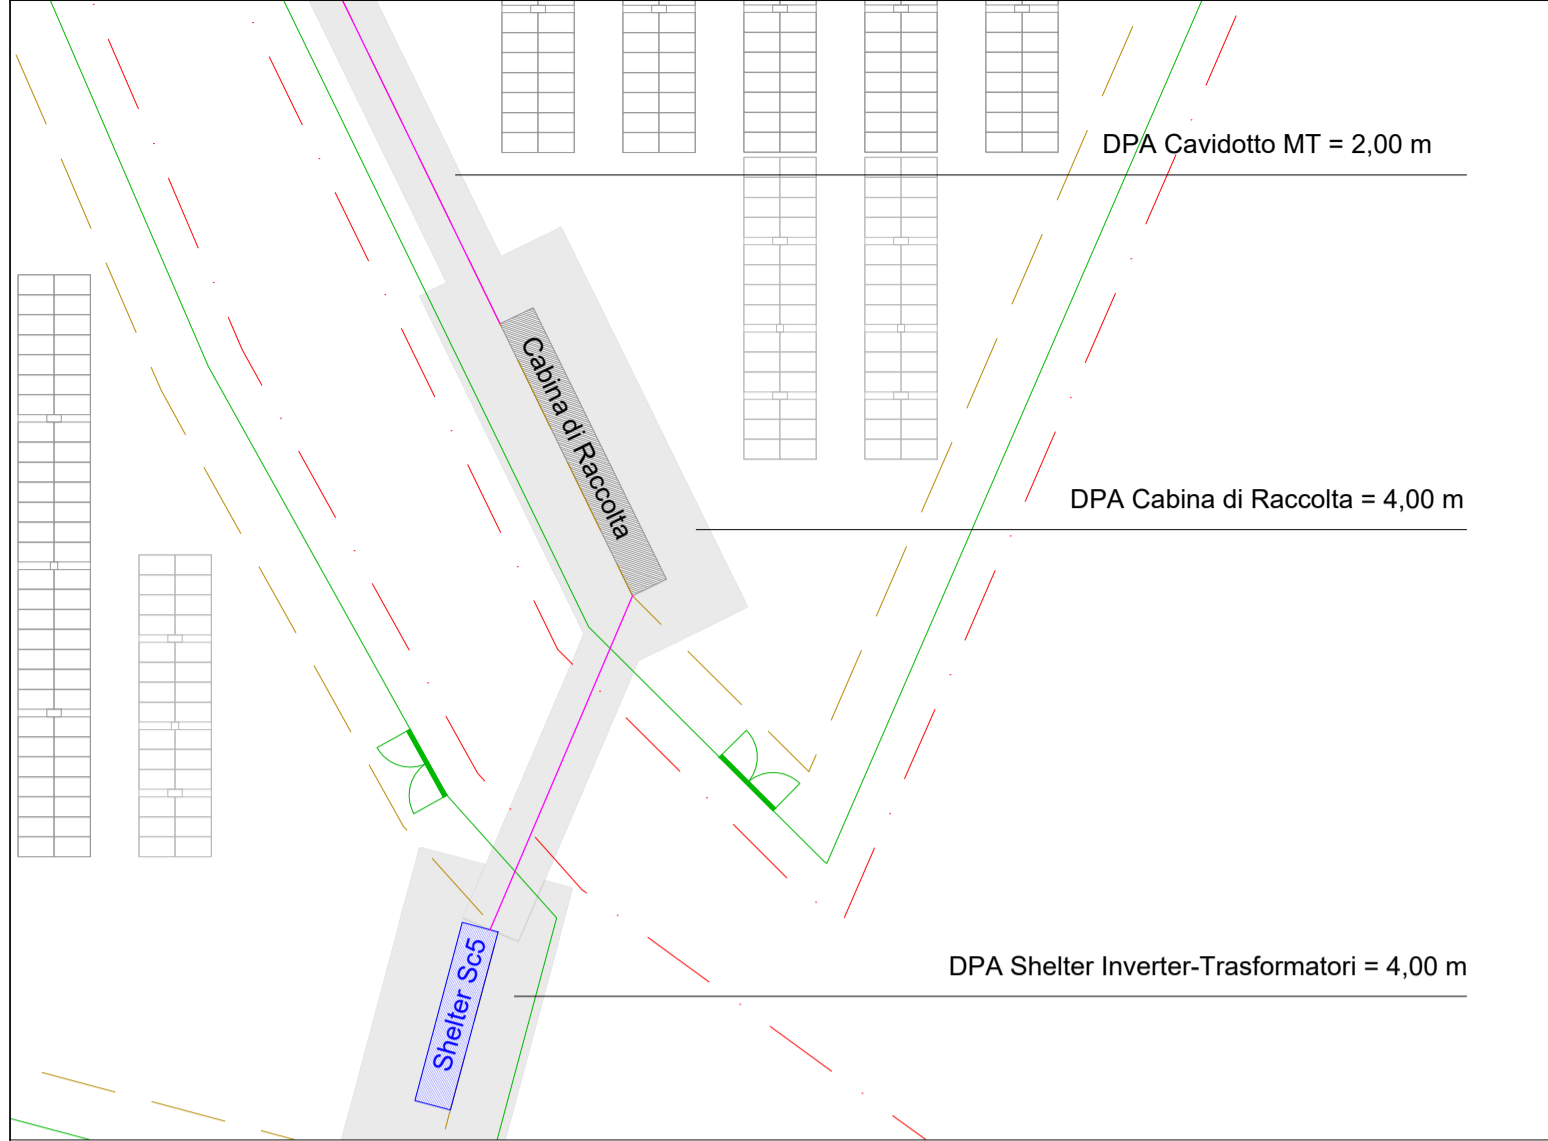 DPA Cavidotto MT = 2,00 m
Cabina di Raccolta
DPA Cabina di Raccolta = 4,00 m
DPA Shelter Inverter-Trasformatori = 4,00 m
Shelter Sc5